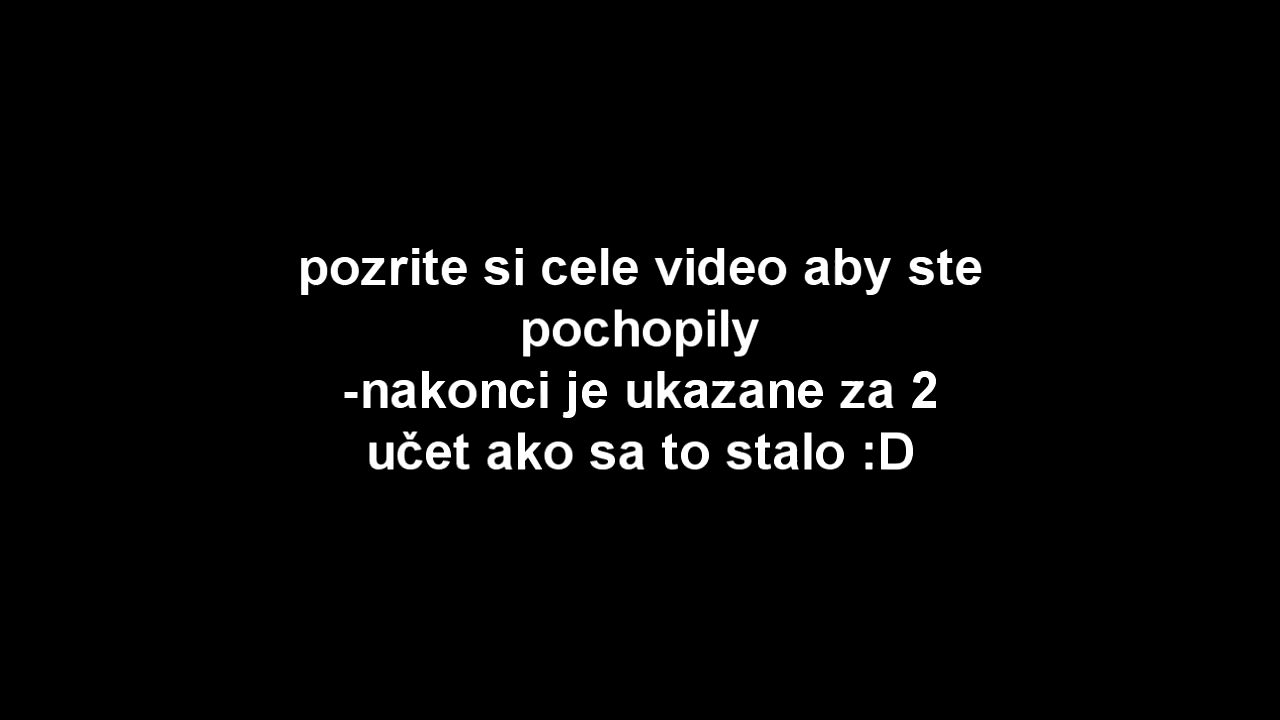 pozrite si cele video aby ste
pochopily
-nakonci je ukazane za 2
učet ako sa to stalo :D